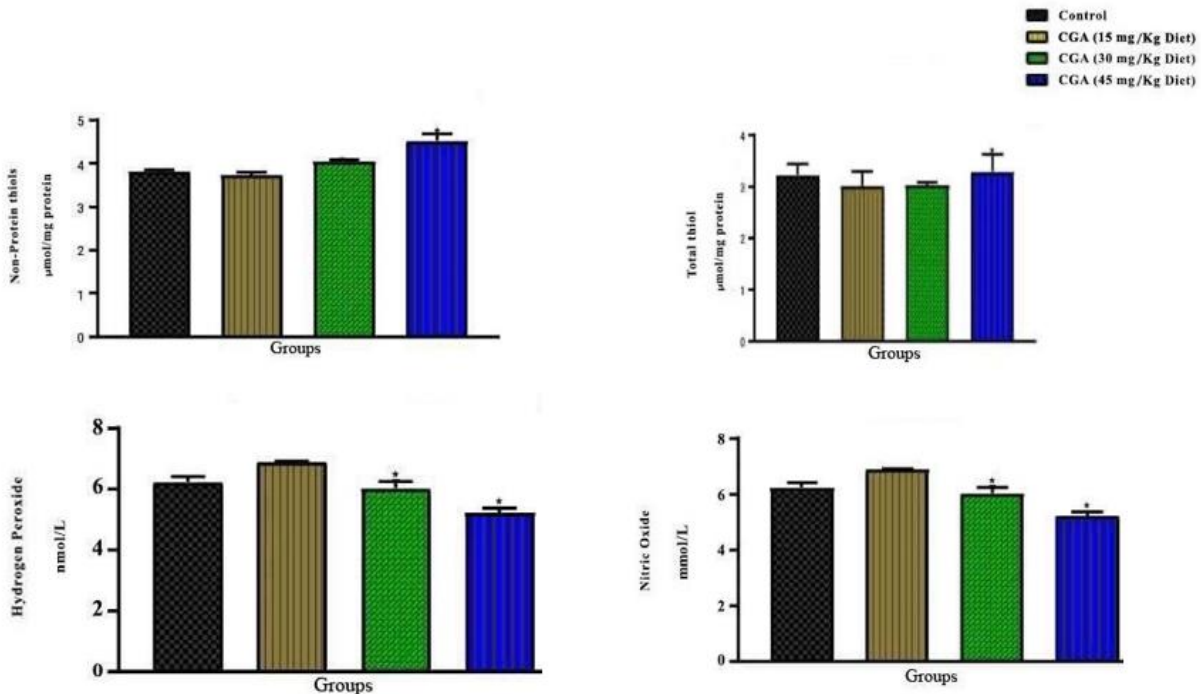 Control
CGA (15 mg/Kg Diet)
CGA (30 mg/Kg Diet)
CGA (45 mg/Kg Diet)
Non-Protein thiols
µmol/mg protein
5
4
3
2
1
0
*
Groups
Total thiol
µmol/mg protein
4
3
2
1
0
*
Groups
Hydrogen Peroxide
nmol/L
8
6
4
2
0
*
*
Groups
Nitric Oxide
mmol/L
8
6
4
2
0
*
*
Groups